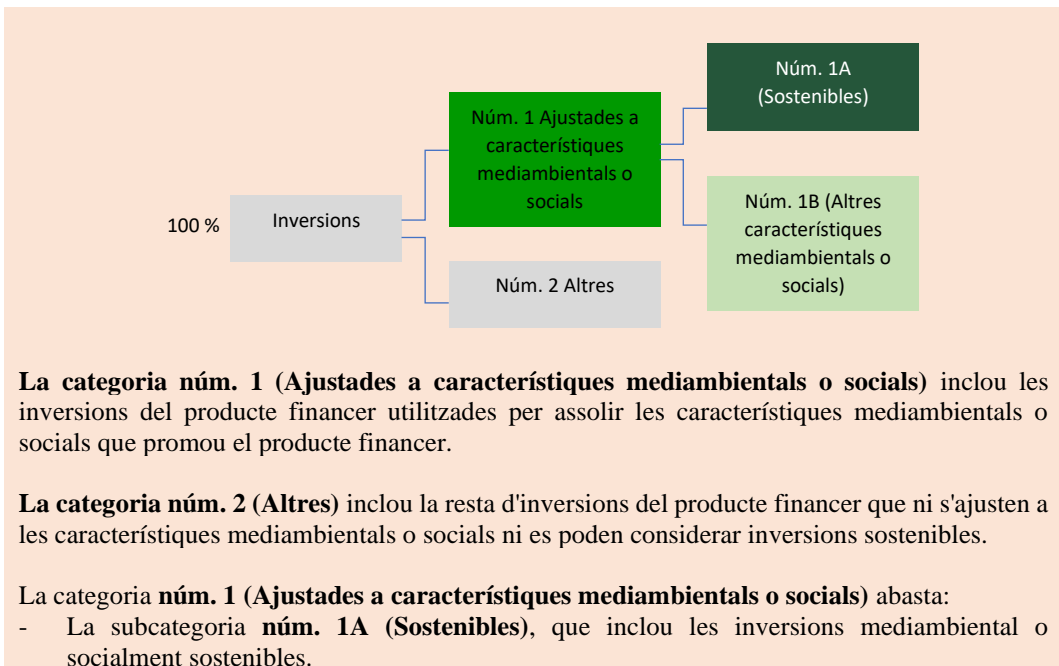 100 %
Inversions
Núm. 1 Ajustades a
característiques
mediambientals o
socials
Núm. 2 Altres
Núm. 1A
(Sostenibles)
Núm. 1B (Altres
característiques
mediambientals o
socials)
La categoria núm. 1 (Ajustades a característiques mediambientals o socials) inclou les
inversions del producte financer utilitzades per assolir les característiques mediambientals o
socials que promou el producte financer.
La categoria núm. 2 (Altres) inclou la resta d'inversions del producte financer que ni s'ajusten a
les característiques mediambientals o socials ni es poden considerar inversions sostenibles.
La categoria núm. 1 (Ajustades a característiques mediambientals o socials) abasta:
- La subcategoria núm. 1A (Sostenibles), que inclou les inversions mediambiental o
socialment sostenibles.